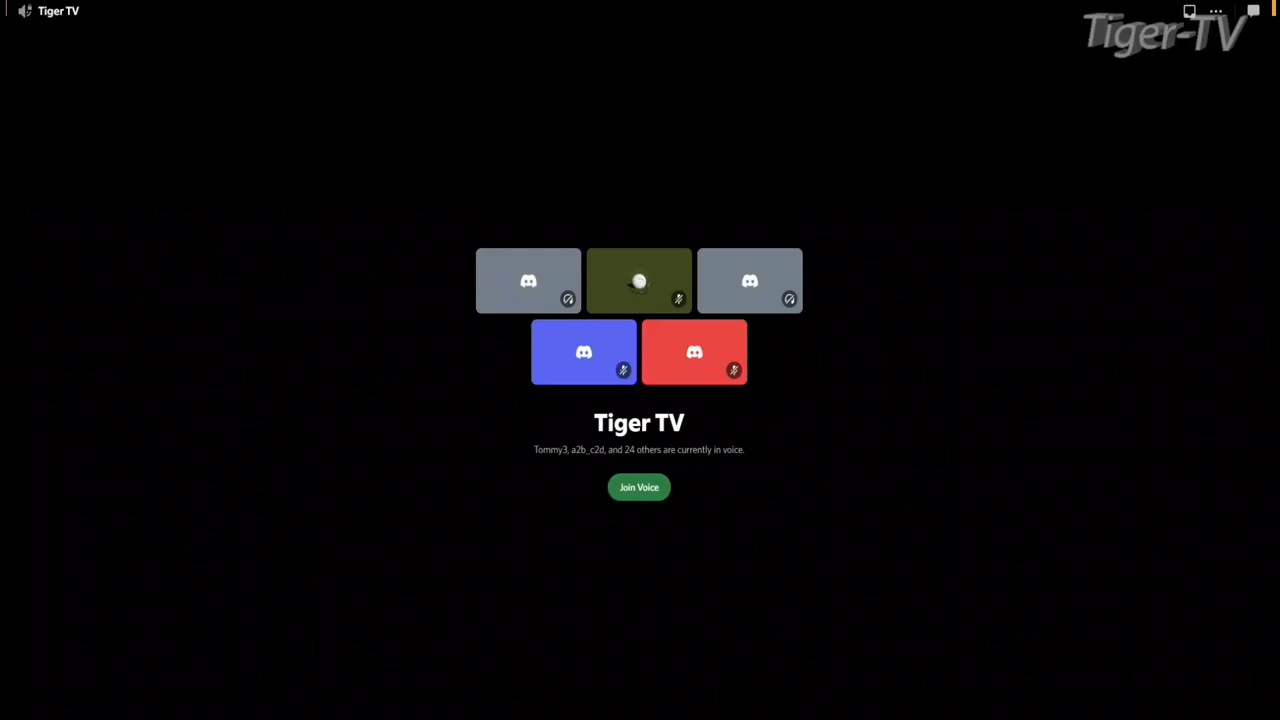 Tiger TV
Tiger-TV
Tiger TV
Tommy3, a2b_c2d, and 24 others are currently in voice.
Join Voice